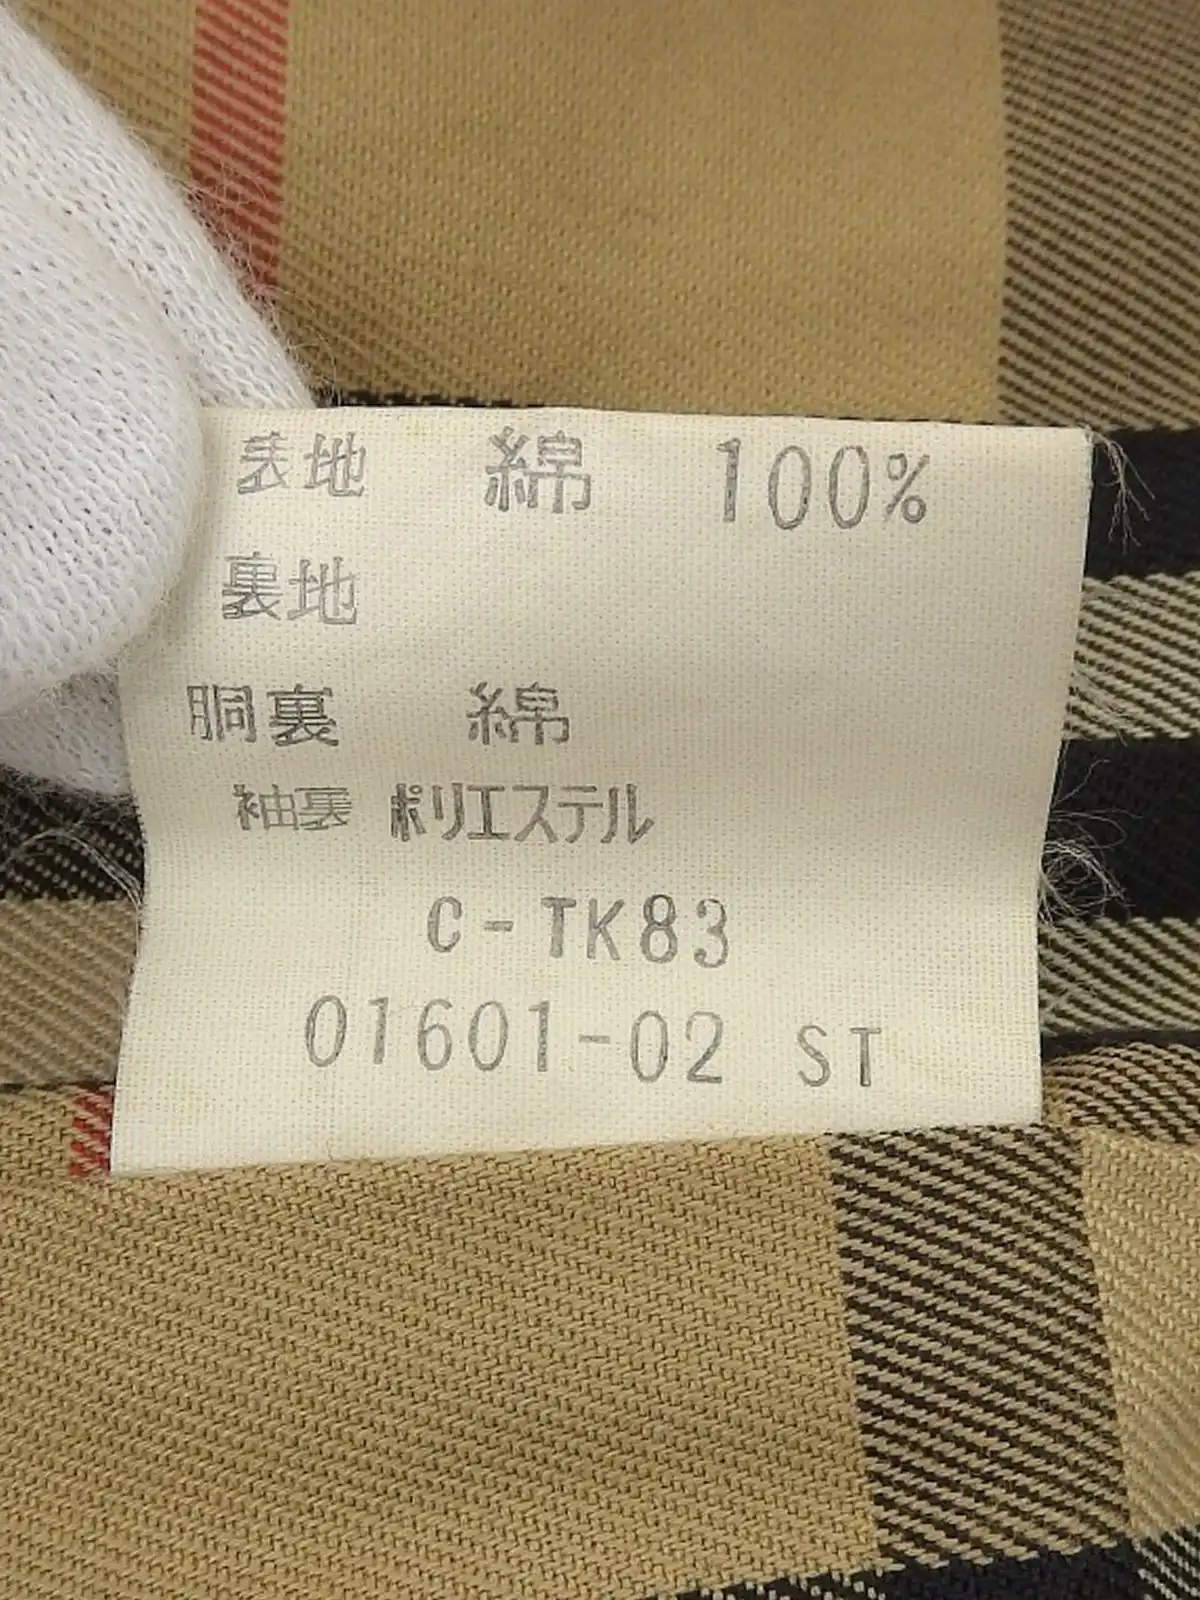 表地 綿 100%
裏地
胴裏 綿
袖裏 ポリエステル
C-TK83
01601-02 ST